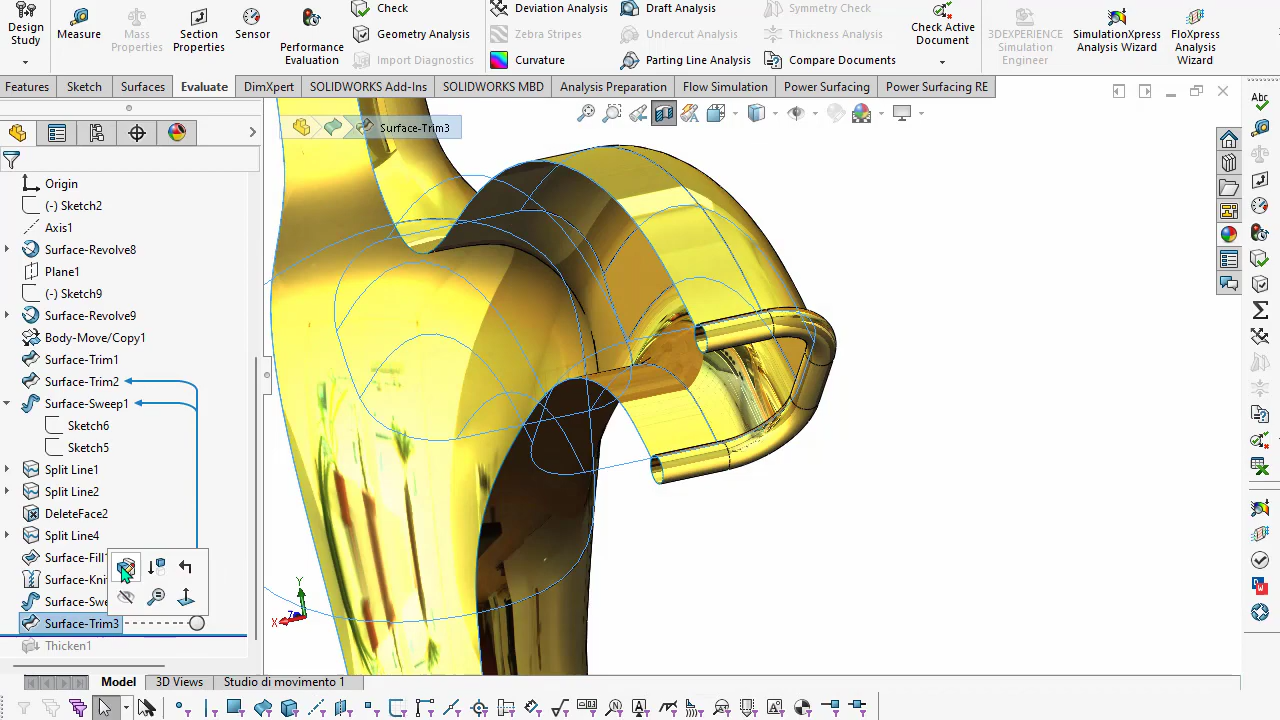 Design Study
Measure
Mass Properties
Section Properties
Sensor
Performance Evaluation
Check
Geometry Analysis
Import Diagnostics
Deviation Analysis
Zebra Stripes
Curvature
Draft Analysis
Undercut Analysis
Parting Line Analysis
Symmetry Check
Thickness Analysis
Compare Documents
Check Active Document
3DEXPERIENCE Simulation Engineer
SimulationXpress Analysis Wizard
FloXpress Analysis Wizard
Features
Sketch
Surfaces
Evaluate
DimXpert
SOLIDWORKS Add-Ins
SOLIDWORKS MBD
Analysis Preparation
Flow Simulation
Power Surfacing
Power Surfacing RE
Surface-Trim3
Origin
(-) Sketch2
Axis1
Surface-Revolve8
Plane1
(-) Sketch9
Surface-Revolve9
Body-Move/Copy1
Surface-Trim1
Surface-Trim2
Surface-Sweep1
Sketch6
Sketch5
Split Line1
Split Line2
DeleteFace2
Split Line4
Surface-Fill
Surface-Kni
Surface-Swe
Surface-Trim3
Thicken1
Y
X
Z
Model
3D Views
Studio di movimento 1
Abc